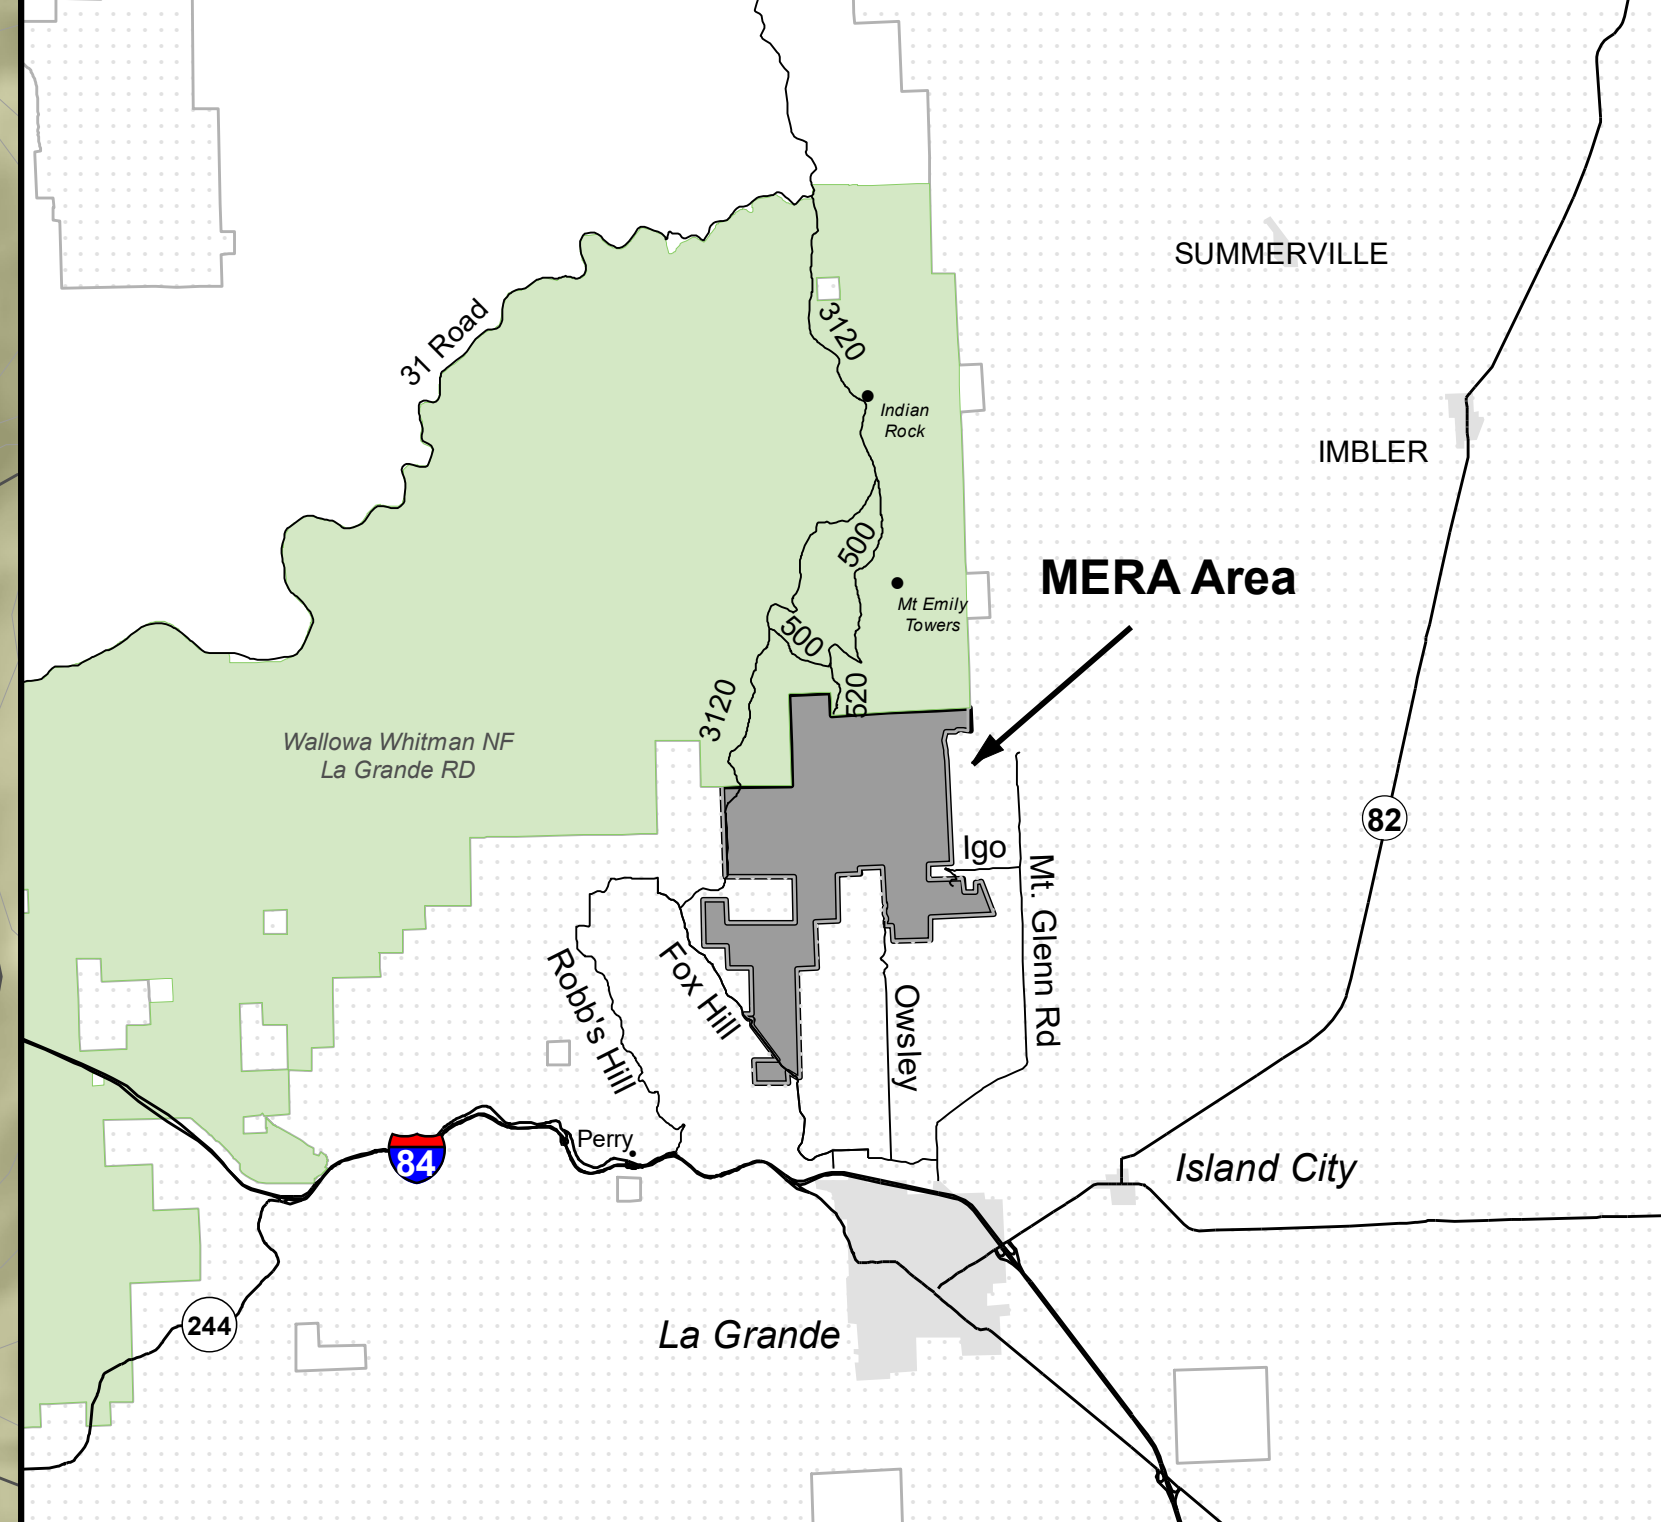 SUMMERVILLE
31 Road
3120
Indian
Rock
IMBLER
500
MERA Area
Mt Emily
Towers
500
520
3120
Wallowa Whitman NF
La Grande RD
82
Igo
Mt. Glenn Rd
Fox Hill
Robb's Hill
Owsley
Perry
84
Island City
244
La Grande